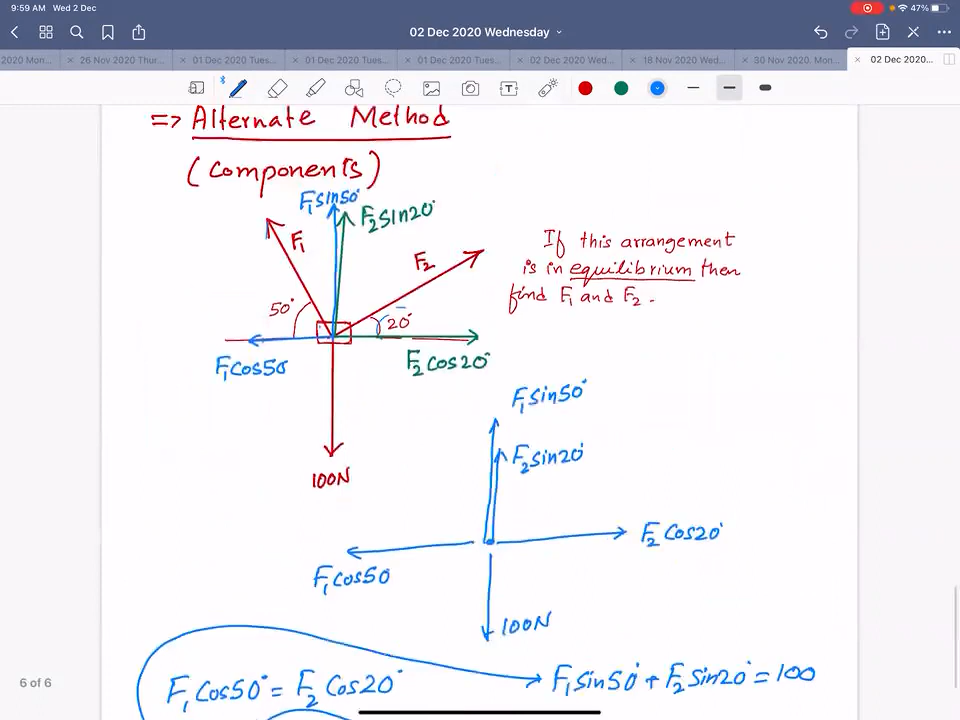 9:59 AM Wed 2 Dec
47%
02 Dec 2020 Wednesday
2020 Mon...
26 Nov 2020 Thur...
01 Dec 2020 Tues...
01 Dec 2020 Tues...
01 Dec 2020 Tues...
02 Dec 2020 Wed...
18 Nov 2020 Wed...
30 Nov 2020. Mon...
02 Dec 2020...
T
=> Alternate Method
(Components)
F₁sin50°
F₂sin20°
F₁
F₂
If this arrangement
is in equilibrium then
find F₁ and F₂.
50°
20°
F₁Cos50
F₂Cos20°
100N
F₁sin50°
F₂sin20°
F₂Cos20°
F₁Cos50
100N
F₁Cos50° = F₂Cos20°
F₁sin50° + F₂sin20° = 100
6 of 6